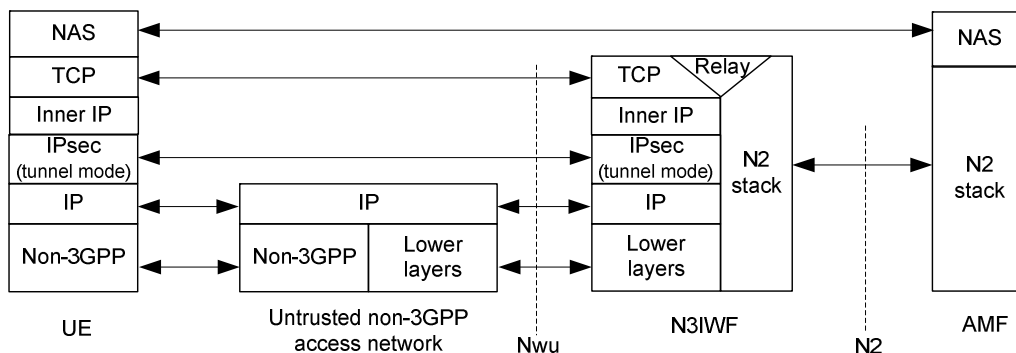 NAS
TCP
Inner IP
IPsec
(tunnel mode)
IP
Non-3GPP
UE
IP
Non-3GPP
Lower
layers
Untrusted non-3GPP
access network
Nwu
TCP
Relay
Inner IP
IPsec
(tunnel mode)
IP
Lower
layers
N2
stack
N3IWF
N2
NAS
N2
stack
AMF